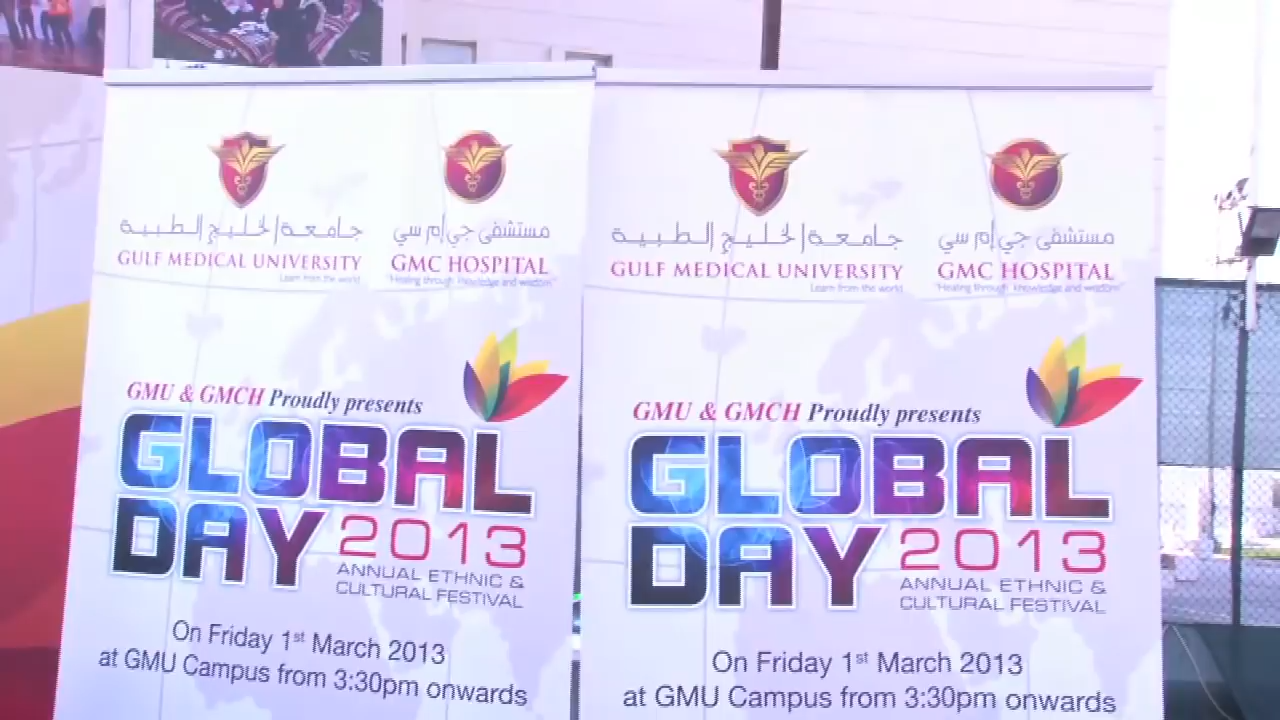 جامعة الخليج الطبية
GULF MEDICAL UNIVERSITY
Learn from the world
مستشفى جي إم سي
GMC HOSPITAL
"Healing through knowledge and wisdom"
GMU & GMCH Proudly presents
GLOBAL
DAY 2013
ANNUAL ETHNIC &
CULTURAL FESTIVAL
On Friday 1st March 2013
at GMU Campus from 3:30pm onwards
جامعة الخليج الطبية
GULF MEDICAL UNIVERSITY
Learn from the world
مستشفى جي إم سي
GMC HOSPITAL
"Healing through knowledge and wisdom"
GMU & GMCH Proudly presents
GLOBAL
DAY 2013
ANNUAL ETHNIC &
CULTURAL FESTIVAL
On Friday 1st March 2013
at GMU Campus from 3:30pm onwards